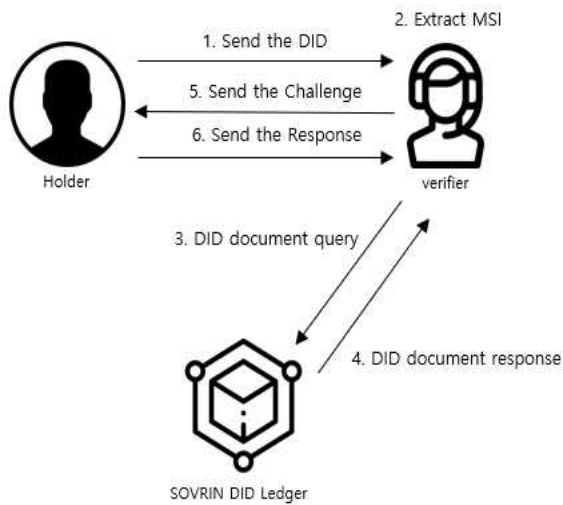 2. Extract MSI
1. Send the DID
5. Send the Challenge
6. Send the Response
Holder
verifier
3. DID document query
4. DID document response
SOVRIN DID Ledger